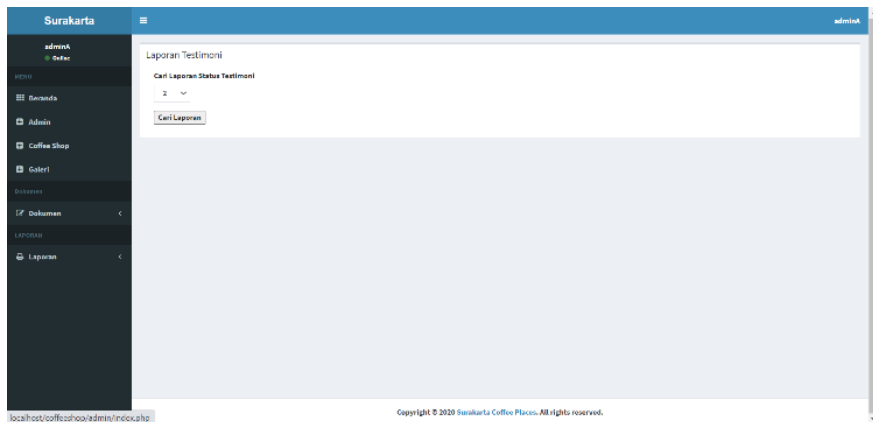 Surakarta
adminA
adminA
Online
MENU
Beranda
Admin
Coffee Shop
Galeri
Dokumen
Dokumen
LAPORAN
Laporan
Laporan Testimoni
Cari Laporan Status Testimoni
Cari Laporan
Copyright © 2020 Surakarta Coffee Places. All rights reserved.
localhost/coffeeshop/admin/index.php